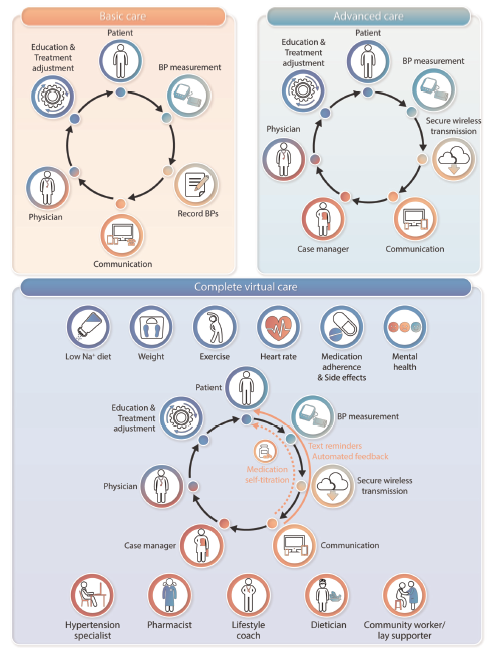 Basic care
Patient
Education &
Treatment
adjustment
BP measurement
Physician
Record BIPs
Communication
Advanced care
Patient
Education &
Treatment
adjustment
BP measurement
Secure wireless
transmission
Physician
Case manager
Communication
Complete virtual care
Low Na⁺ diet
Weight
Exercise
Heart rate
Medication
adherence
& Side effects
Mental
health
Patient
Education &
Treatment
adjustment
BP measurement
Text reminders
Automated feedback
Medication
self-titration
Physician
Secure wireless
transmission
Case manager
Communication
Hypertension
specialist
Pharmacist
Lifestyle
coach
Dietician
Community worker/
lay supporter